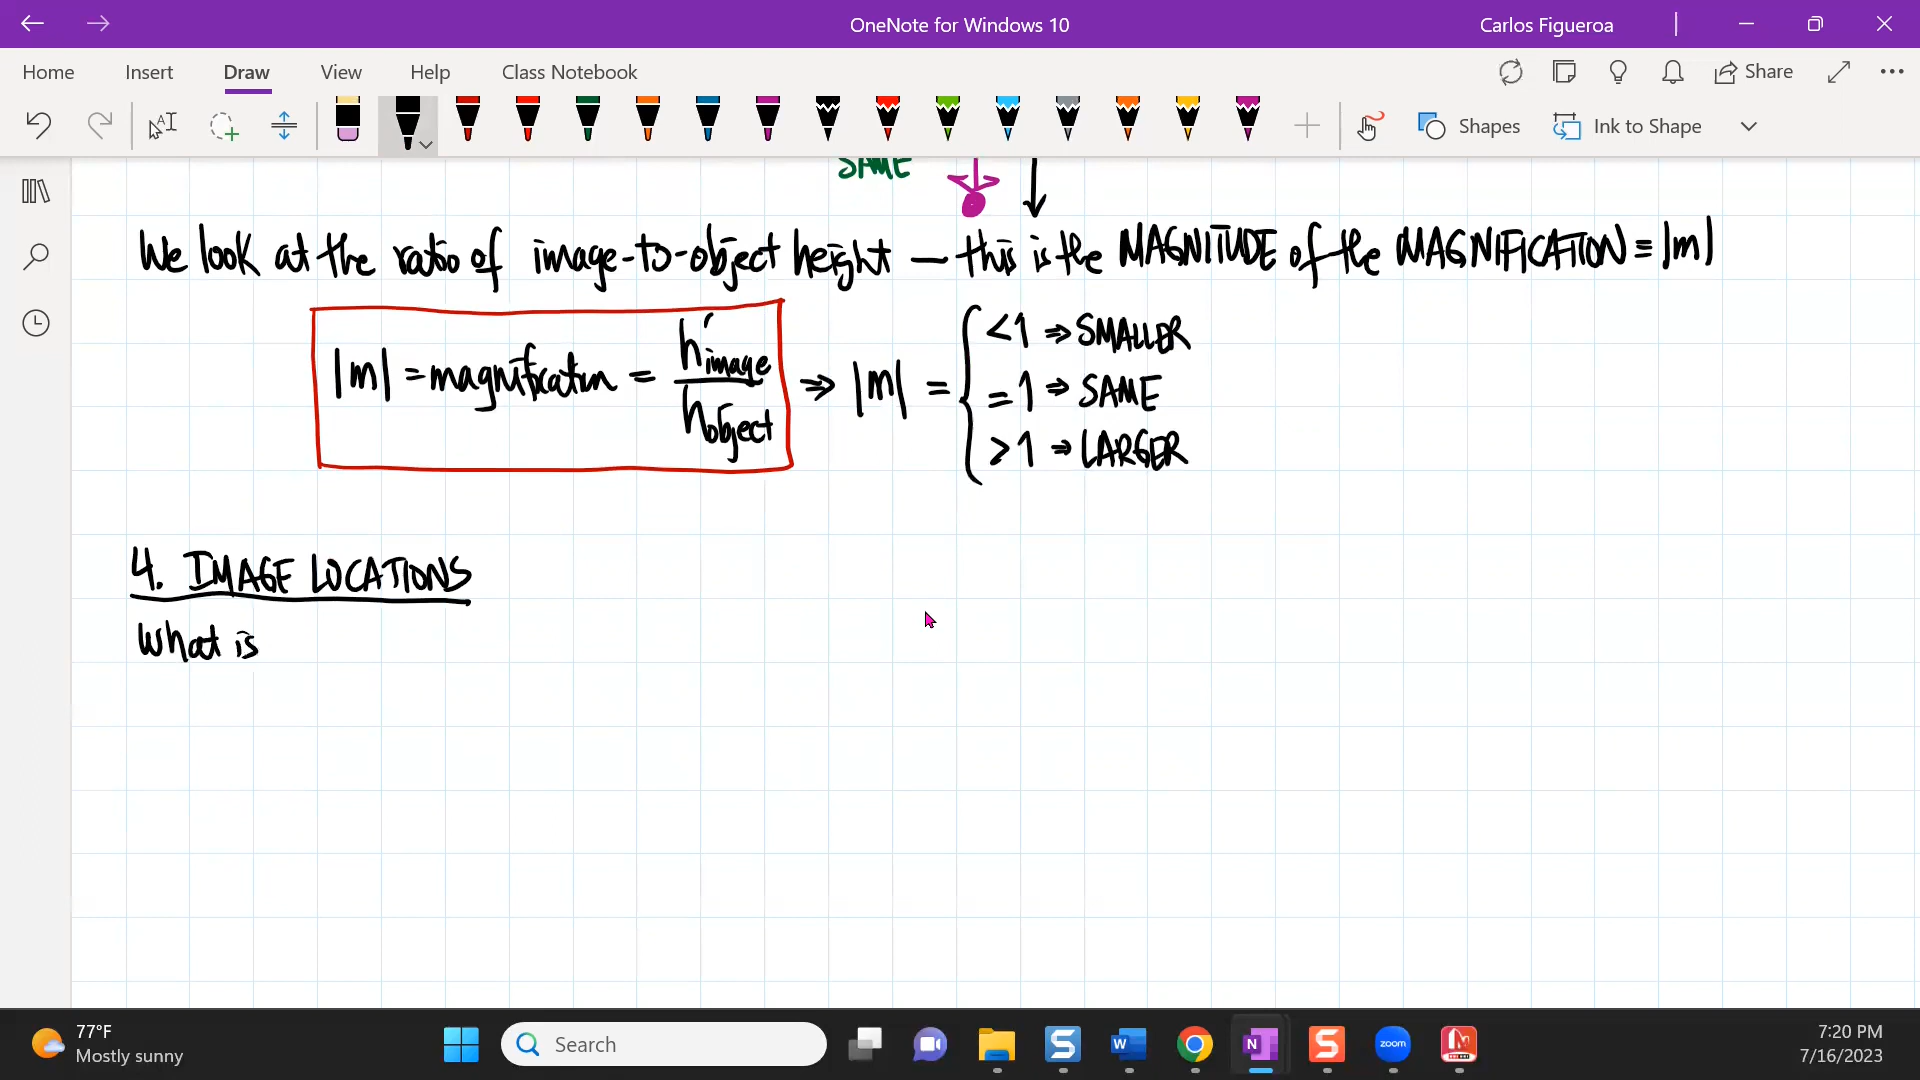 OneNote for Windows 10
Carlos Figueroa
Home Insert Draw View Help Class Notebook Share
Shapes Ink to Shape
SAME
We look at the ratio of image-to-object height — this is the MAGNITUDE of the MAGNIFICATION ≡ |m|
|m| = magnification = h'image / hobject ⇒ |m| = { <1 ⇒ SMALLER
=1 ⇒ SAME
>1 ⇒ LARGER
4. IMAGE LOCATIONS
What is
77°F
Mostly sunny
Search
zoom
7:20 PM
7/16/2023